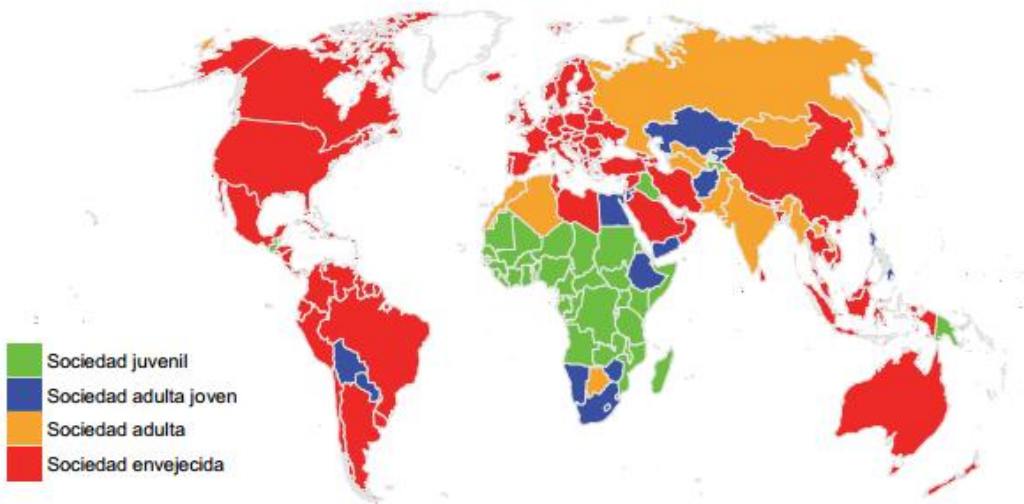 Sociedad juvenil
Sociedad adulta joven
Sociedad adulta
Sociedad envejecida